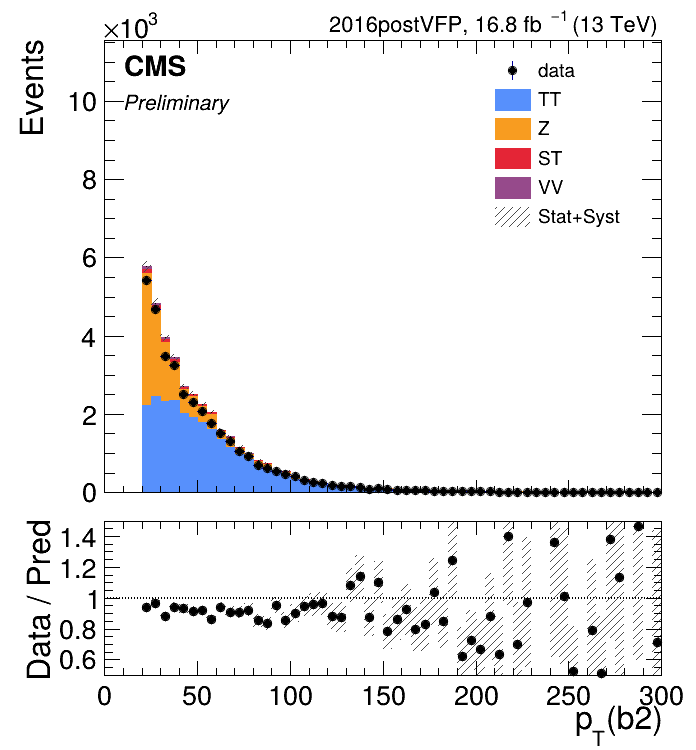 ×10³
2016postVFP, 16.8 fb ⁻¹ (13 TeV)
CMS
Preliminary
Events
data
TT
Z
ST
VV
Stat+Syst
10
8
6
4
2
0
Data / Pred
1.4
1.2
1
0.8
0.6
0 50 100 150 200 250 300
p_T(b2)